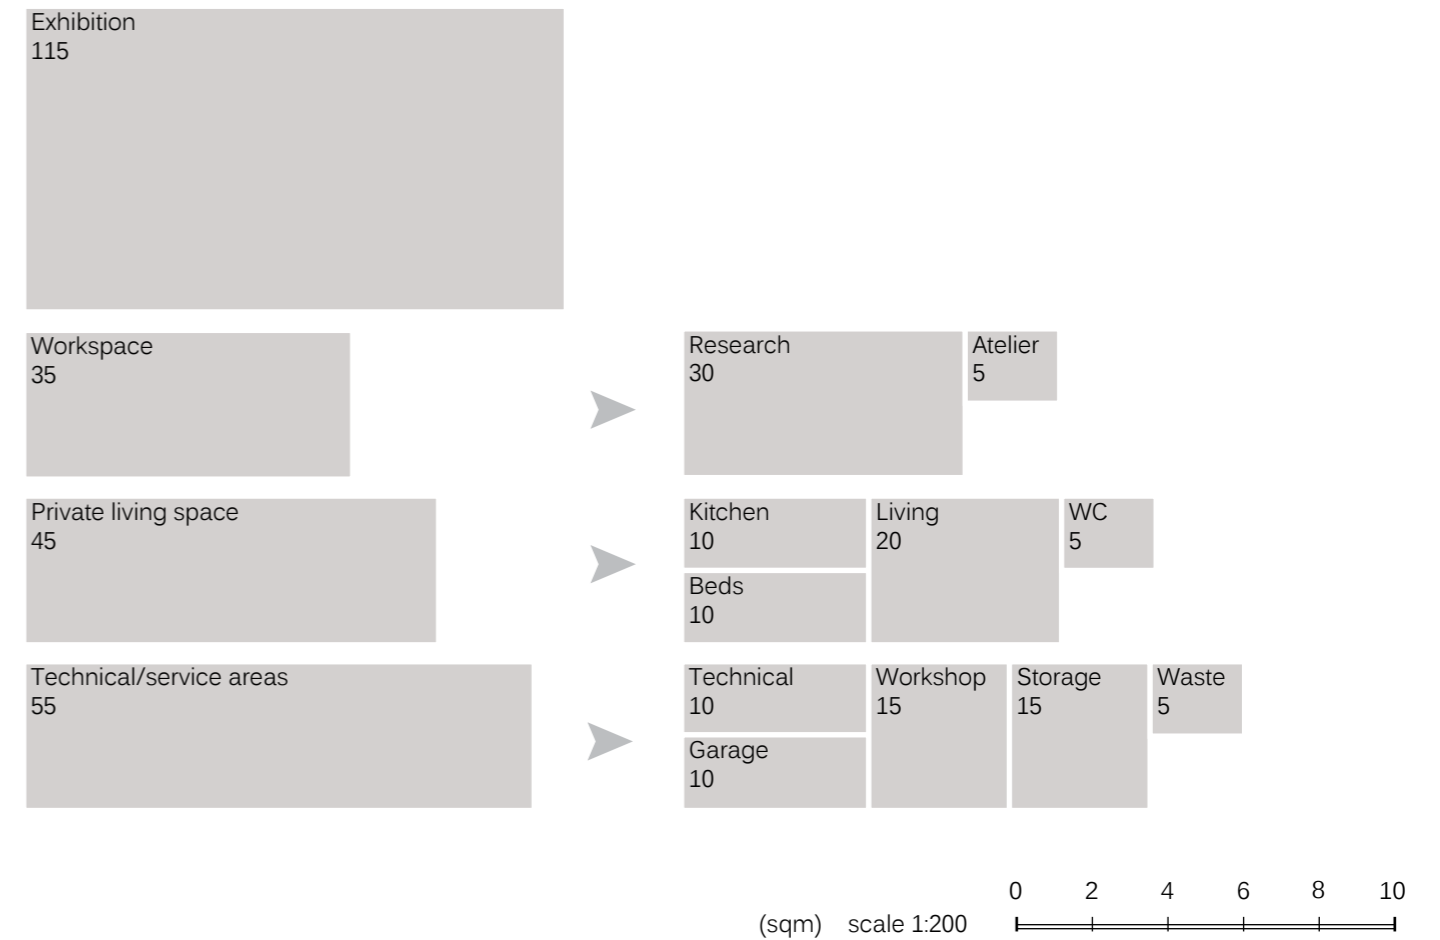 Exhibition
115
Workspace
35
Research
30
Atelier
5
Private living space
45
Kitchen
10
Living
20
WC
5
Beds
10
Technical/service areas
55
Technical
10
Workshop
15
Storage
15
Waste
5
Garage
10
0 2 4 6 8 10
(sqm) scale 1:200